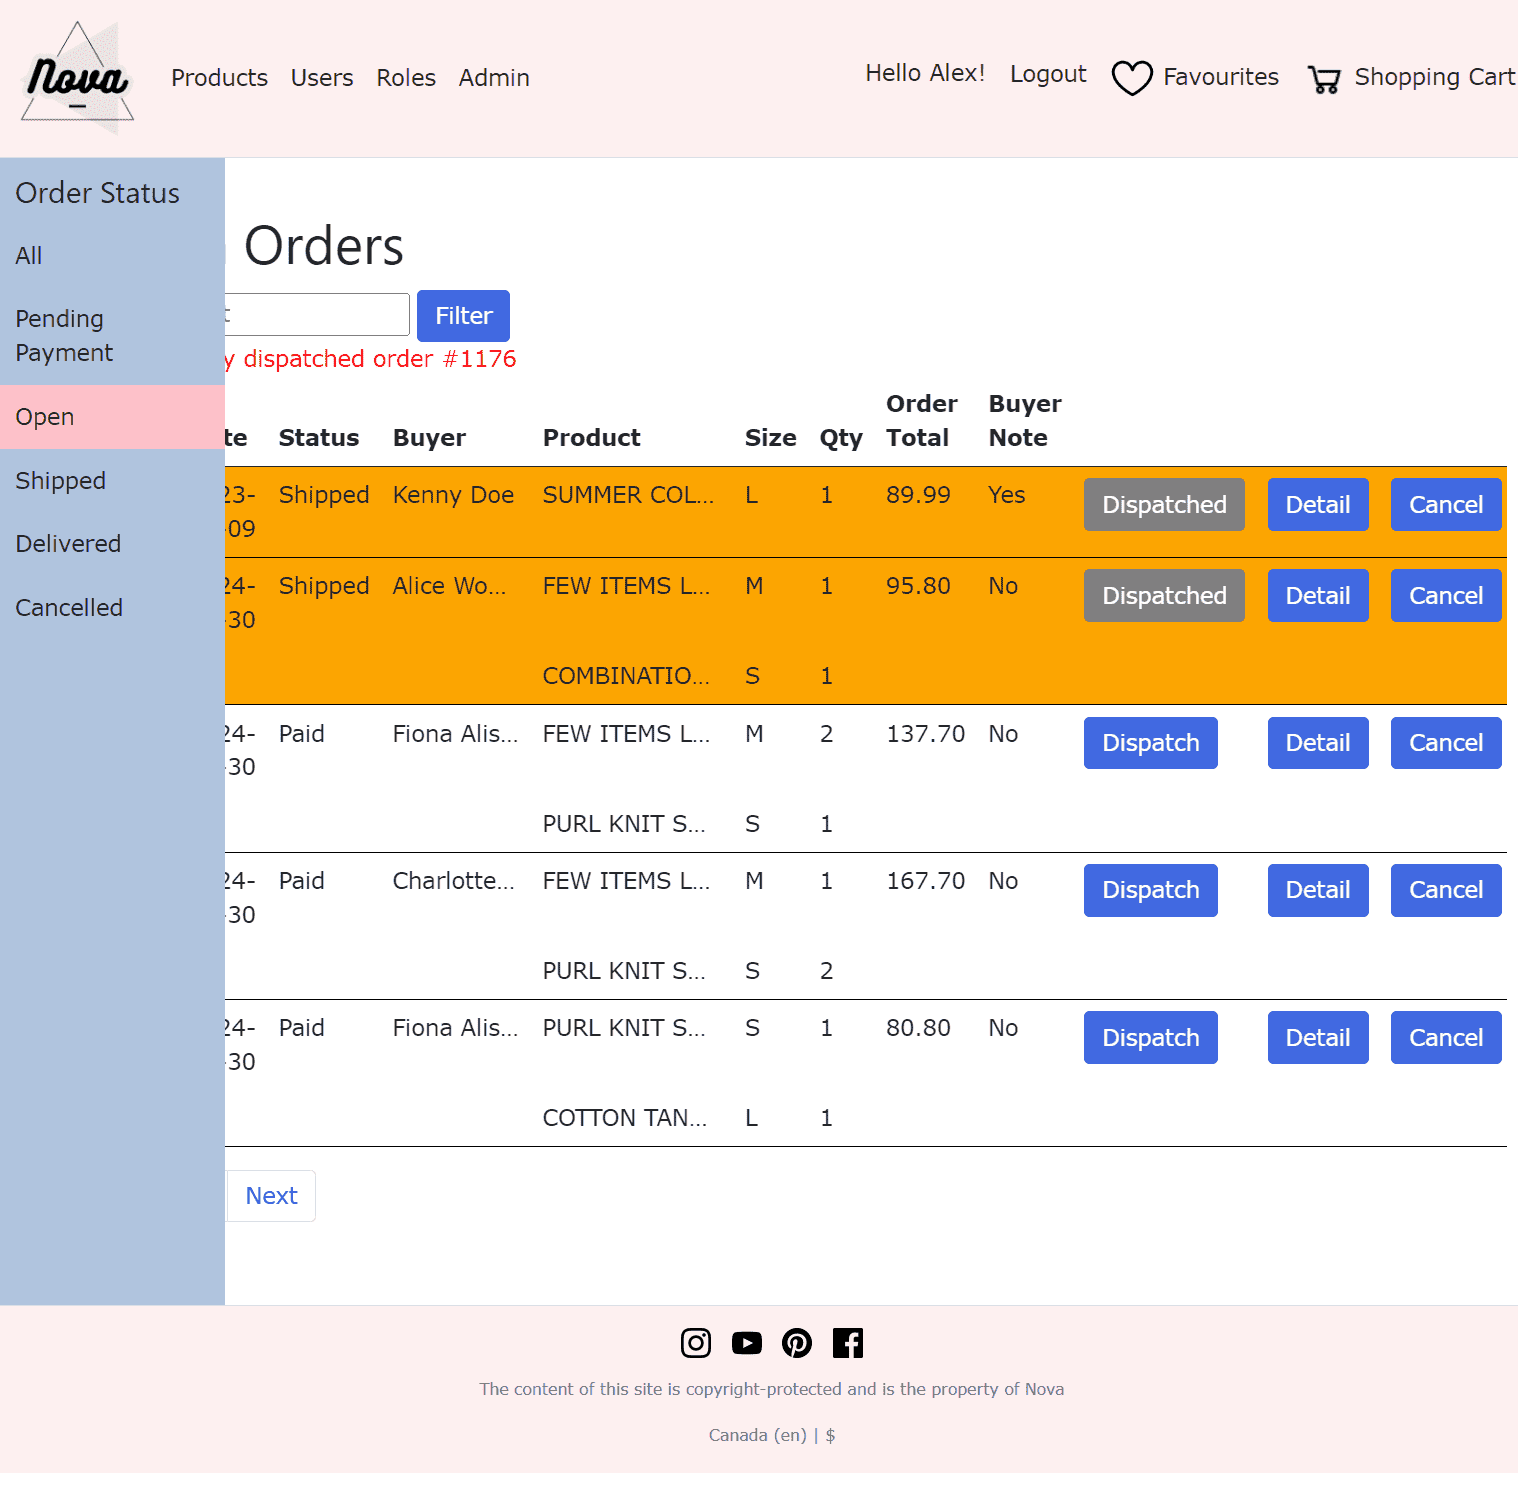 Nova
Products Users Roles Admin
Hello Alex! Logout Favourites Shopping Cart
Order Status
All
Pending
Payment
Open
Shipped
Delivered
Cancelled
Orders
Filter
dispatched order #1176
Status Buyer Product Size Qty Order Total Buyer Note
Shipped Kenny Doe SUMMER COL... L 1 89.99 Yes Dispatched Detail Cancel
-09
Shipped Alice Wo... FEW ITEMS L... M 1 95.80 No Dispatched Detail Cancel
-30
COMBINATIO... S 1
Paid Fiona Alis... FEW ITEMS L... M 2 137.70 No Dispatch Detail Cancel
-30
PURL KNIT S... S 1
Paid Charlotte... FEW ITEMS L... M 1 167.70 No Dispatch Detail Cancel
-30
PURL KNIT S... S 2
Paid Fiona Alis... PURL KNIT S... S 1 80.80 No Dispatch Detail Cancel
-30
COTTON TAN... L 1
Next
The content of this site is copyright-protected and is the property of Nova
Canada (en) | $